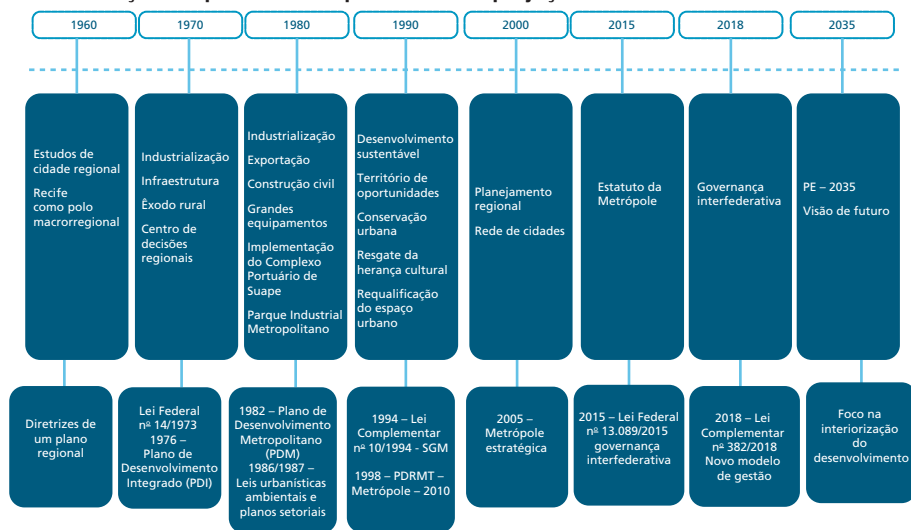 1960
1970
1980
1990
2000
2015
2018
2035
Estudos de
cidade regional
Recife
como polo
macrorregional
Industrialização
Infraestrutura
Êxodo rural
Centro de
decisões
regionais
Industrialização
Exportação
Construção civil
Grandes
equipamentos
Implementação
do Complexo
Portuário de
Suape
Parque Industrial
Metropolitano
Desenvolvimento
sustentável
Território de
oportunidades
Conservação
urbana
Resgate da
herança cultural
Requalificação
do espaço
urbano
Planejamento
regional
Rede de cidades
Estatuto da
Metrópole
Governança
interfederativa
PE – 2035
Visão de futuro
Diretrizes de
um plano
regional
Lei Federal
nº 14/1973
1976 –
Plano de
Desenvolvimento
Integrado (PDI)
1982 – Plano de
Desenvolvimento
Metropolitano
(PDM)
1986/1987 –
Leis urbanísticas
ambientais e
planos setoriais
1994 – Lei
Complementar
nº 10/1994 - SGM
1998 – PDRMT –
Metrópole – 2010
2005 –
Metrópole
estratégica
2015 – Lei Federal
nº 13.089/2015
governança
interfederativa
2018 – Lei
Complementar
nº 382/2018
Novo modelo
de gestão
Foco na
interiorização
do
desenvolvimento